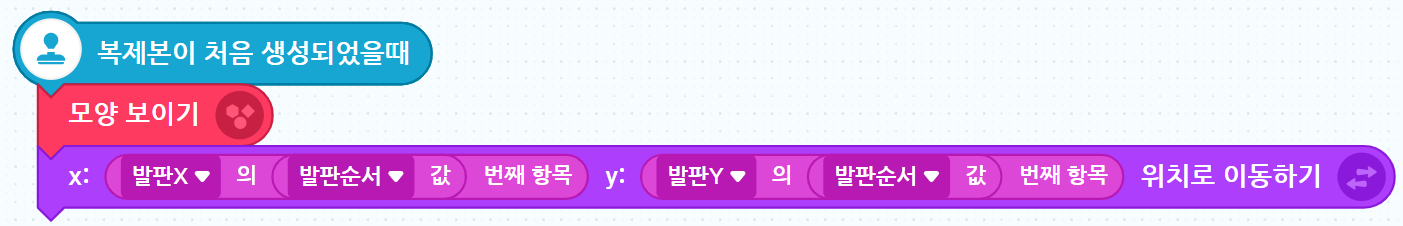 복제본이 처음 생성되었을때
모양 보이기
x: 발판X 의 발판순서 값 번째 항목 y: 발판Y 의 발판순서 값 번째 항목 위치로 이동하기